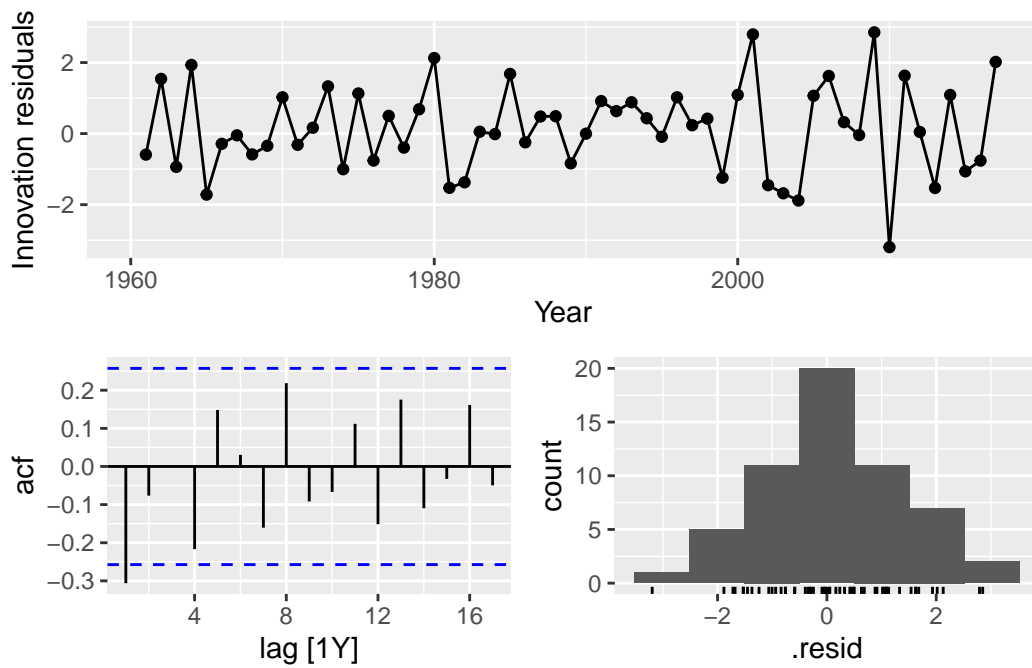 Innovation residuals
2
0
−2
1960 1980 2000
Year
acf
0.2
0.1
0.0
−0.1
−0.2
−0.3
4 8 12 16
lag [1Y]
count
20
15
10
5
0
−2 0 2
.resid